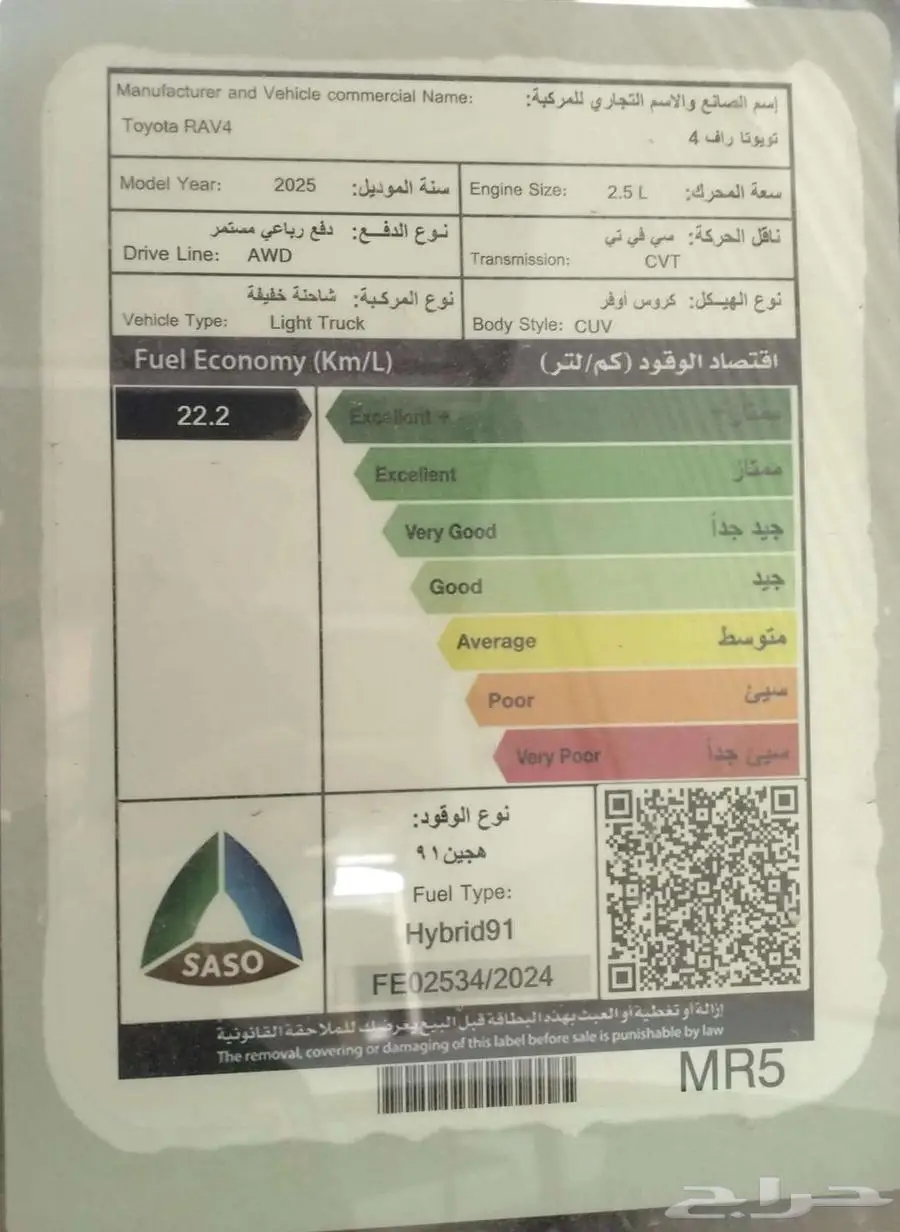 Manufacturer and Vehicle commercial Name: إسم الصانع والاسم التجاري للمركبة:
Toyota RAV4 تويوتا راف 4
Model Year: 2025 سنة الموديل:
Engine Size: 2.5 L سعة المحرك:
نوع الدفع: دفع رباعي مستمر
Drive Line: AWD
ناقل الحركة: سي في تي
Transmission: CVT
نوع المركبة: شاحنة خفيفة
Vehicle Type: Light Truck
نوع الهيكل: كروس أوفر
Body Style: CUV
Fuel Economy (Km/L) اقتصاد الوقود (كم/لتر)
22.2
Excellent + ممتاز+
Excellent ممتاز
Very Good جيد جداً
Good جيد
Average متوسط
Poor سيئ
Very Poor سيئ جداً
SASO
نوع الوقود:
هجين٩١
Fuel Type:
Hybrid91
FE02534/2024
إزالة أو تغطية أو العبث بهذه البطاقة قبل البيع يعرضك للملاحقة القانونية
The removal, covering or damaging of this label before sale is punishable by law
MR5
حراج